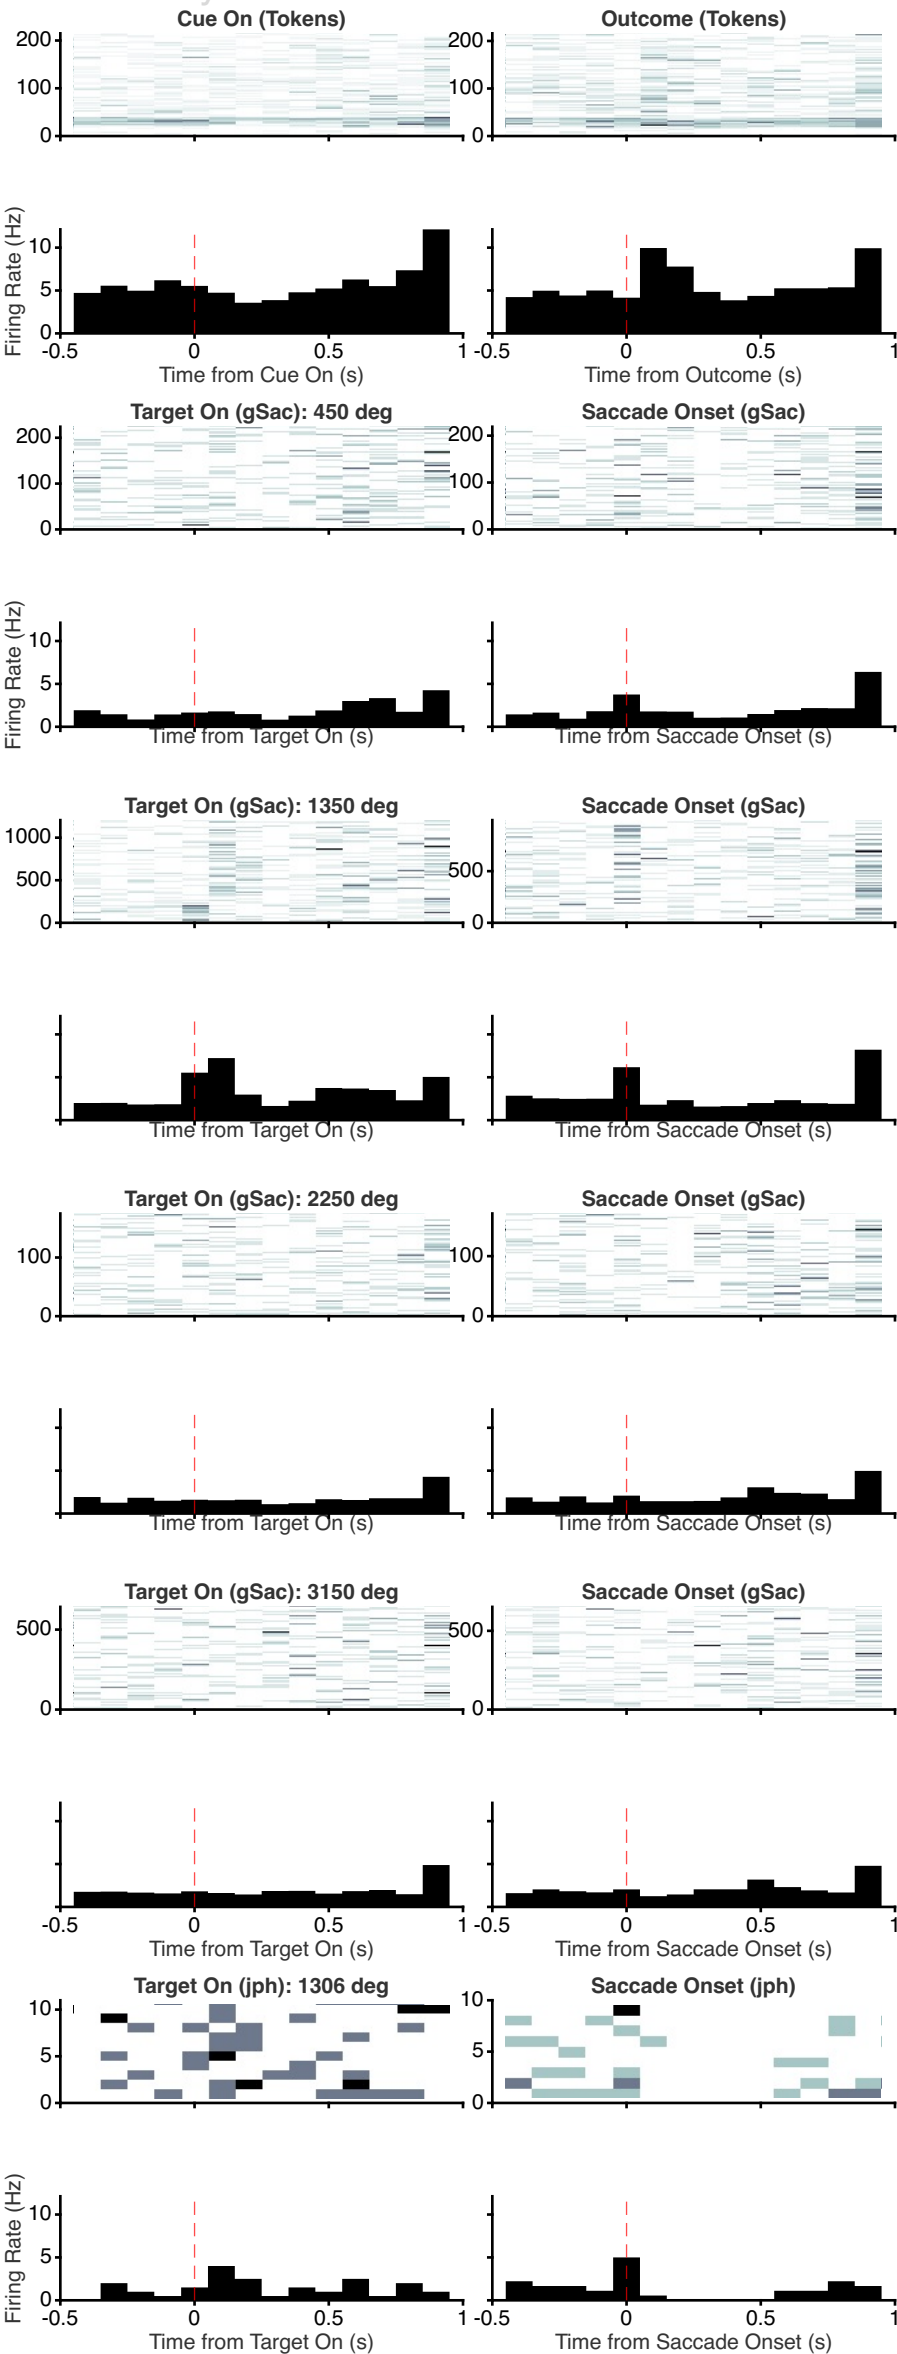 Cue On (Tokens) Outcome (Tokens)
200 200
100 100
0 0
Firing Rate (Hz)
10
5
0
-0.5 0 0.5 1 -0.5 0 0.5 1
Time from Cue On (s) Time from Outcome (s)
Target On (gSac): 450 deg Saccade Onset (gSac)
200 200
100 100
0 0
Firing Rate (Hz)
10
5
0
Time from Target On (s) Time from Saccade Onset (s)
Target On (gSac): 1350 deg Saccade Onset (gSac)
1000
500 500
0 0
Time from Target On (s) Time from Saccade Onset (s)
Target On (gSac): 2250 deg Saccade Onset (gSac)
100 100
0 0
Time from Target On (s) Time from Saccade Onset (s)
Target On (gSac): 3150 deg Saccade Onset (gSac)
500 500
0 0
-0.5 0 0.5 1 -0.5 0 0.5 1
Time from Target On (s) Time from Saccade Onset (s)
Target On (jph): 1306 deg Saccade Onset (jph)
10 10
5 5
0 0
Firing Rate (Hz)
10
5
0
-0.5 0 0.5 1 -0.5 0 0.5 1
Time from Target On (s) Time from Saccade Onset (s)